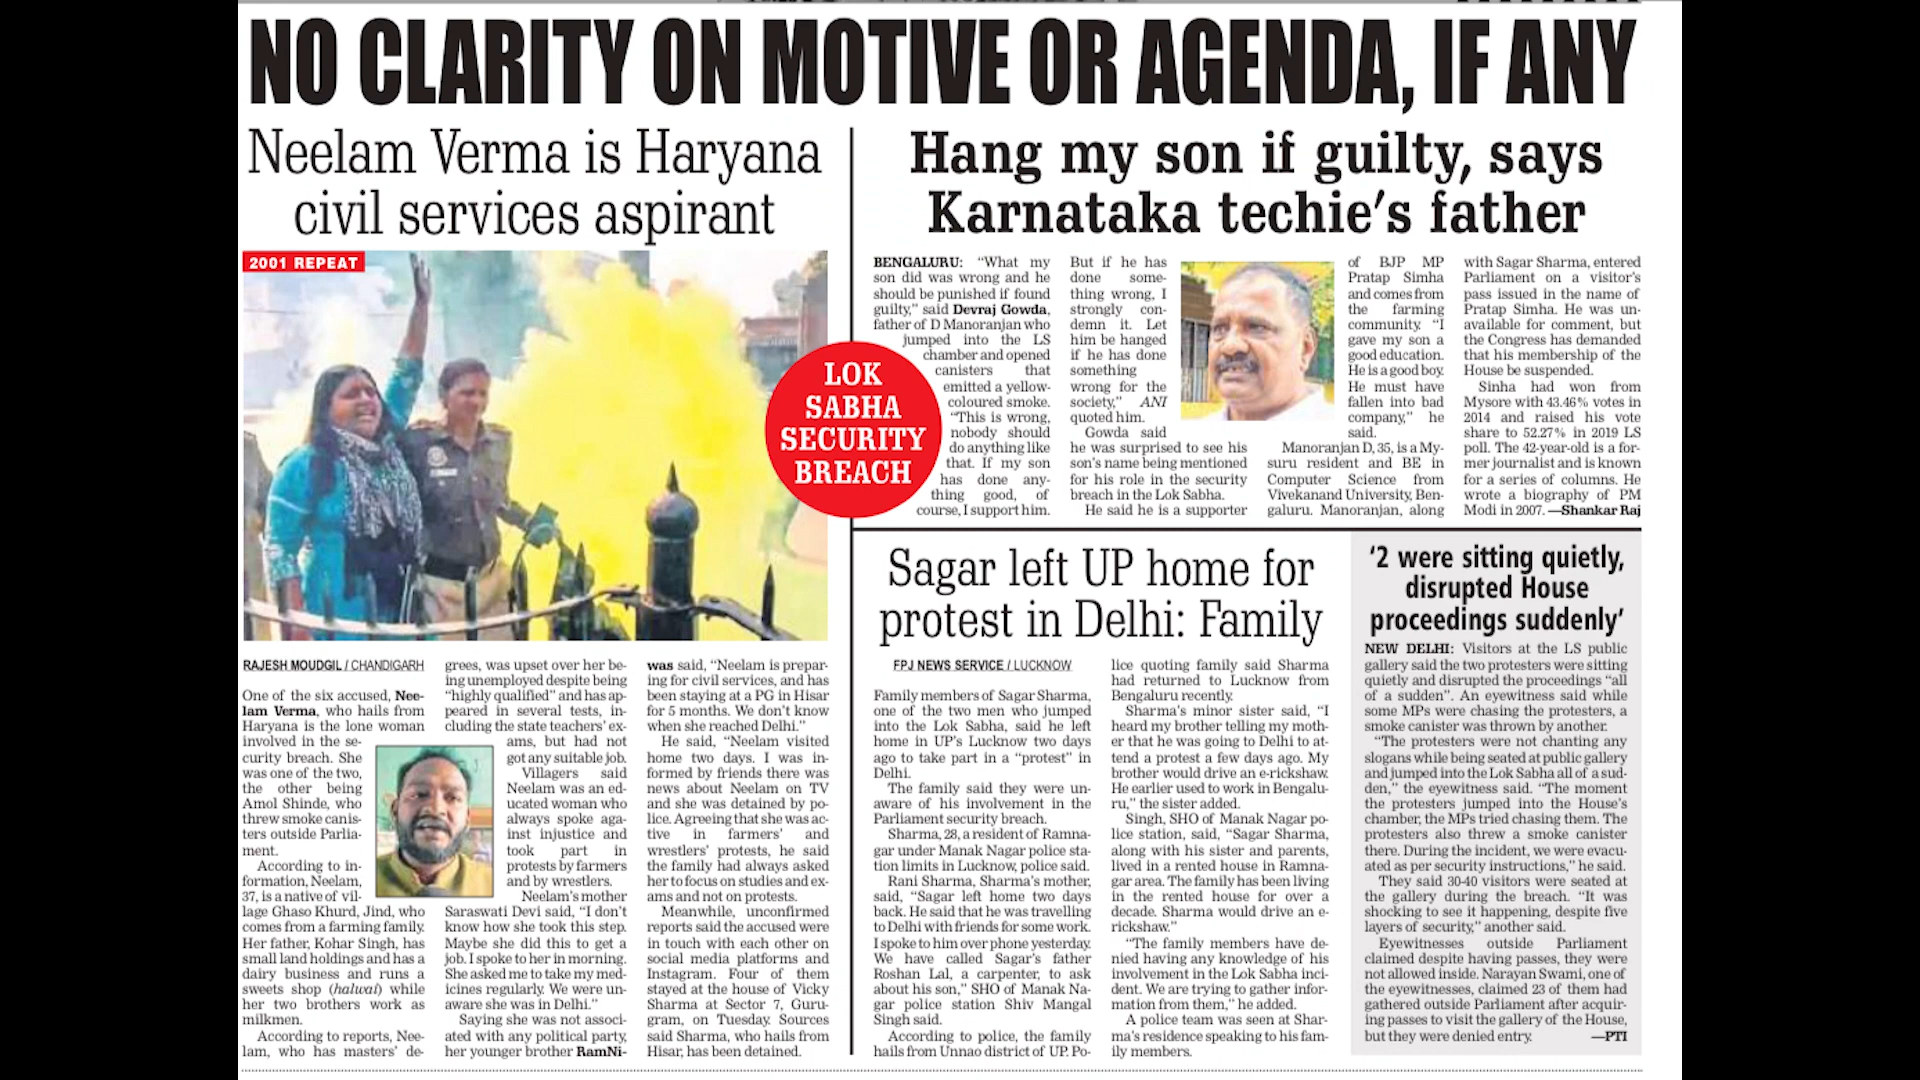 NO CLARITY ON MOTIVE OR AGENDA, IF ANY
Neelam Verma is Haryana
civil services aspirant
2001 REPEAT
LOK
SABHA
SECURITY
BREACH
RAJESH MOUDGIL / CHANDIGARH
One of the six accused, Nee-
lam Verma, who hails from
Haryana is the lone woman
involved in the se-
curity breach. She
was one of the two,
the other being
Amol Shinde, who
threw smoke canis-
ters outside Parlia-
ment.
According to in-
formation, Neelam,
37, is a native of vil-
lage Ghaso Khurd, Jind, who
comes from a farming family.
Her father, Kohar Singh, has
small land holdings and has a
dairy business and runs a
sweets shop (halwai) while
her two brothers work as
milkmen.
According to reports, Nee-
lam, who has masters' de-
grees, was upset over her be-
ing unemployed despite being
"highly qualified" and has ap-
peared in several tests, in-
cluding the state teachers' ex-
ams, but had not
got any suitable job.
Villagers said
Neelam was an ed-
ucated woman who
always spoke aga-
inst injustice and
took part in
protests by farmers
and by wrestlers.
Neelam's mother
Saraswati Devi said, "I don't
know how she took this step.
Maybe she did this to get a
job. I spoke to her in morning.
She asked me to take my med-
icines regularly. We were un-
aware she was in Delhi."
Saying she was not associ-
ated with any political party,
her younger brother RamNi-
was said, "Neelam is prepar-
ing for civil services, and has
been staying at a PG in Hisar
for 5 months. We don't know
when she reached Delhi."
He said, "Neelam visited
home two days. I was in-
formed by friends there was
news about Neelam on TV
and she was detained by po-
lice. Agreeing that she was ac-
tive in farmers' and
wrestlers' protests, he said
the family had always asked
her to focus on studies and ex-
ams and not on protests.
Meanwhile, unconfirmed
reports said the accused were
in touch with each other on
social media platforms and
Instagram. Four of them
stayed at the house of Vicky
Sharma at Sector 7, Guru-
gram, on Tuesday. Sources
said Sharma, who hails from
Hisar, has been detained.
Hang my son if guilty, says
Karnataka techie's father
BENGALURU: "What my
son did was wrong and he
should be punished if found
guilty," said Devraj Gowda,
father of D Manoranjan who
jumped into the LS
chamber and opened
canisters that
emitted a yellow-
coloured smoke.
"This is wrong,
nobody should
do anything like
that. If my son
has done any-
thing good, of
course, I support him.
But if he has
done some-
thing wrong, I
strongly con-
demn it. Let
him be hanged
if he has done
something
wrong for the
society," ANI
quoted him.
Gowda said
he was surprised to see his
son's name being mentioned
for his role in the security
breach in the Lok Sabha.
He said he is a supporter
of BJP MP
Pratap Simha
and comes from
the farming
community. "I
gave my son a
good education.
He is a good boy.
He must have
fallen into bad
company," he
said.
Manoranjan D, 35, is a My-
suru resident and BE in
Computer Science from
Vivekanand University, Ben-
galuru. Manoranjan, along
with Sagar Sharma, entered
Parliament on a visitor's
pass issued in the name of
Pratap Simha. He was un-
available for comment, but
the Congress has demanded
that his membership of the
House be suspended.
Sinha had won from
Mysore with 43.46% votes in
2014 and raised his vote
share to 52.27% in 2019 LS
poll. The 42-year-old is a for-
mer journalist and is known
for a series of columns. He
wrote a biography of PM
Modi in 2007. —Shankar Raj
Sagar left UP home for
protest in Delhi: Family
FPJ NEWS SERVICE / LUCKNOW
Family members of Sagar Sharma,
one of the two men who jumped
into the Lok Sabha, said he left
home in UP's Lucknow two days
ago to take part in a "protest" in
Delhi.
The family said they were un-
aware of his involvement in the
Parliament security breach.
Sharma, 28, a resident of Ramna-
gar under Manak Nagar police sta-
tion limits in Lucknow, police said.
Rani Sharma, Sharma's mother,
said, "Sagar left home two days
back. He said that he was travelling
to Delhi with friends for some work.
I spoke to him over phone yesterday.
We have called Sagar's father
Roshan Lal, a carpenter, to ask
about his son," SHO of Manak Na-
gar police station Shiv Mangal
Singh said.
According to police, the family
hails from Unnao district of UP. Po-
lice quoting family said Sharma
had returned to Lucknow from
Bengaluru recently.
Sharma's minor sister said, "I
heard my brother telling my moth-
er that he was going to Delhi to at-
tend a protest a few days ago. My
brother would drive an e-rickshaw.
He earlier used to work in Bengalu-
ru," the sister added.
Singh, SHO of Manak Nagar po-
lice station, said, "Sagar Sharma,
along with his sister and parents,
lived in a rented house in Ramna-
gar area. The family has been living
in the rented house for over a
decade. Sharma would drive an e-
rickshaw."
"The family members have de-
nied having any knowledge of his
involvement in the Lok Sabha inci-
dent. We are trying to gather infor-
mation from them," he added.
A police team was seen at Shar-
ma's residence speaking to his fam-
ily members.
'2 were sitting quietly,
disrupted House
proceedings suddenly'
NEW DELHI: Visitors at the LS public
gallery said the two protesters were sitting
quietly and disrupted the proceedings "all
of a sudden". An eyewitness said while
some MPs were chasing the protesters, a
smoke canister was thrown by another.
"The protesters were not chanting any
slogans while being seated at public gallery
and jumped into the Lok Sabha all of a sud-
den," the eyewitness said. "The moment
the protesters jumped into the House's
chamber, the MPs tried chasing them. The
protesters also threw a smoke canister
there. During the incident, we were evacu-
ated as per security instructions," he said.
They said 30-40 visitors were seated at
the gallery during the breach. "It was
shocking to see it happening, despite five
layers of security," another said.
Eyewitnesses outside Parliament
claimed despite having passes, they were
not allowed inside. Narayan Swami, one of
the eyewitnesses, claimed 23 of them had
gathered outside Parliament after acquir-
ing passes to visit the gallery of the House,
but they were denied entry. —PTI